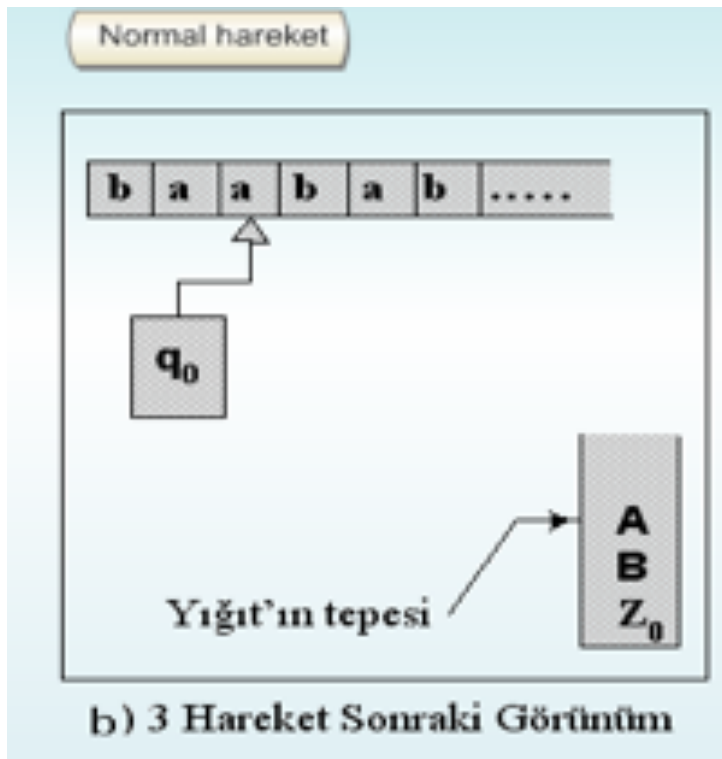 Normal hareket
b a a b a b .....
q₀
A
B
Yığıt'ın tepesi
Z₀
b) 3 Hareket Sonraki Görünüm